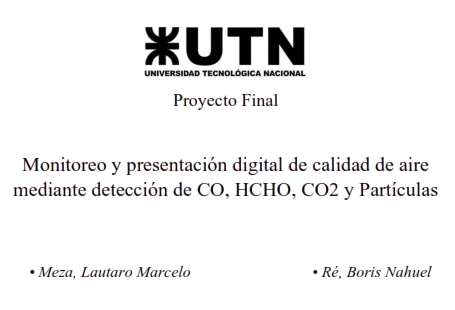 UTN
UNIVERSIDAD TECNOLÓGICA NACIONAL
Proyecto Final
Monitoreo y presentación digital de calidad de aire
mediante detección de CO, HCHO, CO2 y Partículas
• Meza, Lautaro Marcelo
• Ré, Boris Nahuel